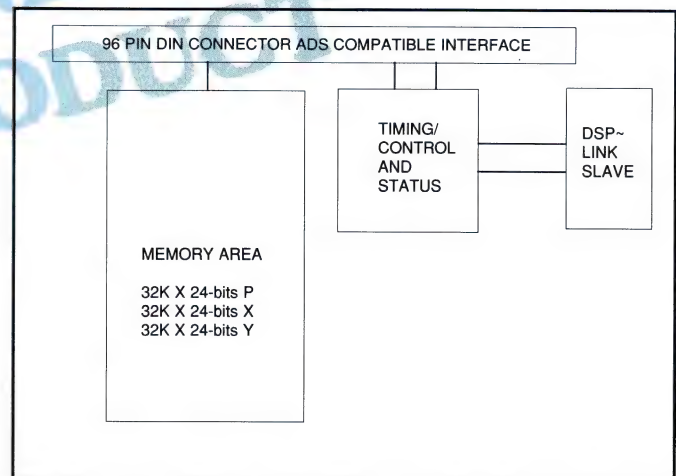 PRODUCT
96 PIN DIN CONNECTOR ADS COMPATIBLE INTERFACE
TIMING/
CONTROL
AND
STATUS
DSP~
LINK
SLAVE
MEMORY AREA
32K X 24-bits P
32K X 24-bits X
32K X 24-bits Y